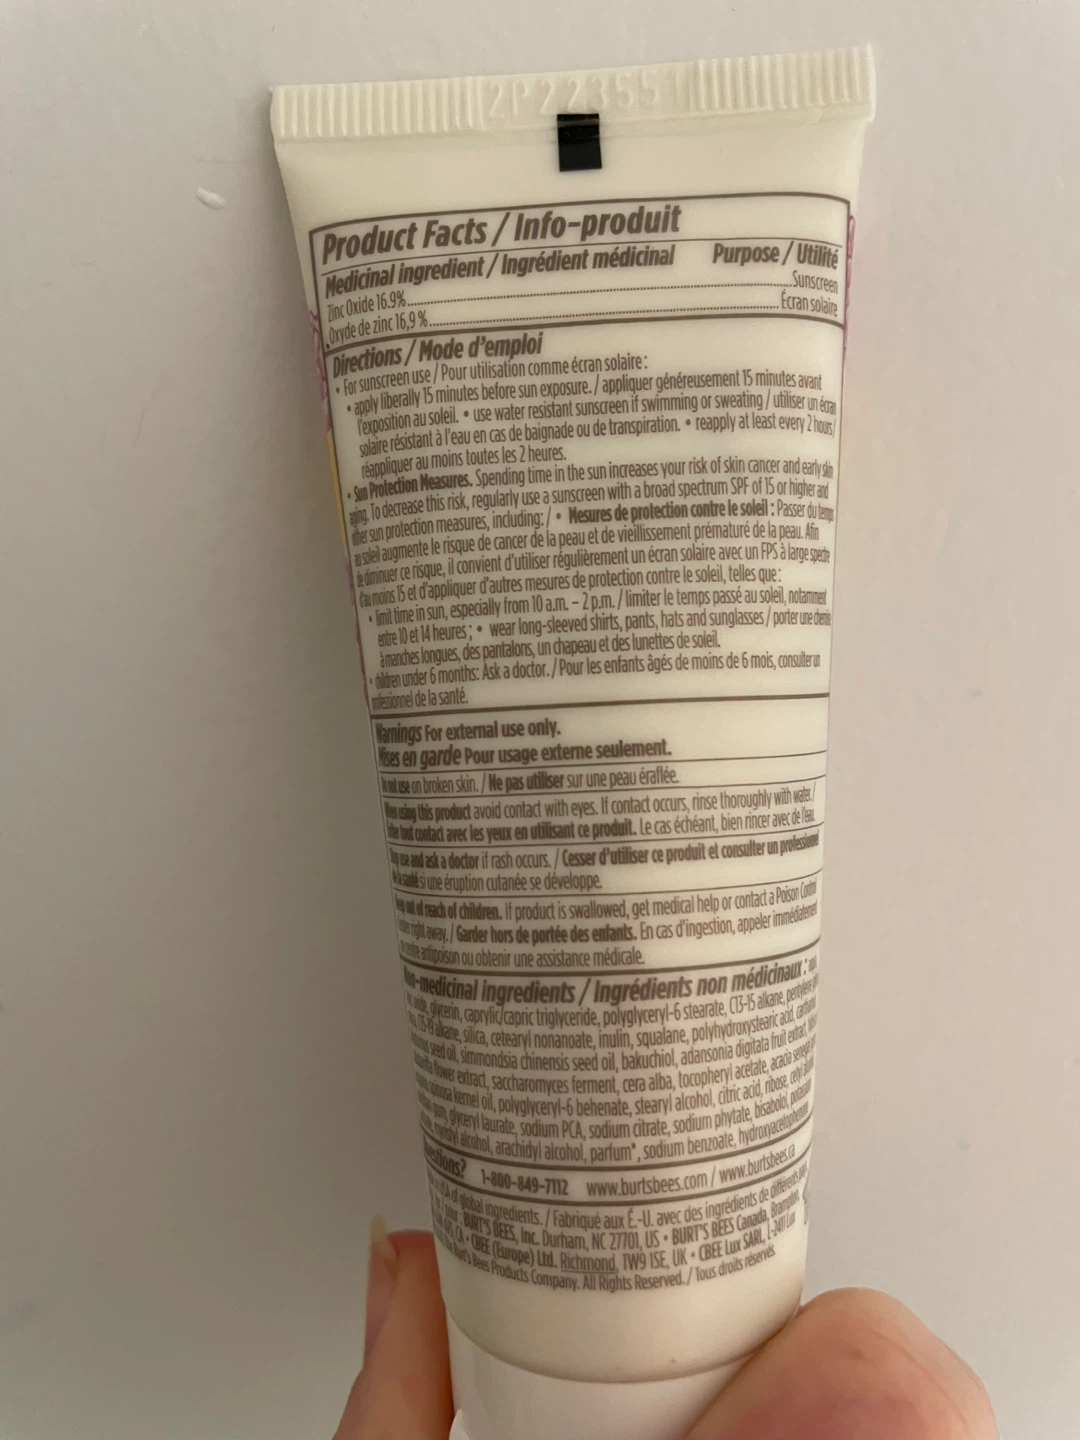 2P22355
Product Facts / Info-produit
Medicinal ingredient / Ingrédient médicinal Purpose / Utilité
Zinc Oxide 16.9%..........Sunscreen
Oxyde de zinc 16,9 %..........Écran solaire
Directions / Mode d'emploi
• For sunscreen use / Pour utilisation comme écran solaire :
• apply liberally 15 minutes before sun exposure. / appliquer généreusement 15 minutes avant
l'exposition au soleil. • use water resistant sunscreen if swimming or sweating / utiliser un écran
solaire résistant à l'eau en cas de baignade ou de transpiration. • reapply at least every 2 hours /
réappliquer au moins toutes les 2 heures.
• Sun Protection Measures. Spending time in the sun increases your risk of skin cancer and early skin
aging. To decrease this risk, regularly use a sunscreen with a broad spectrum SPF of 15 or higher and
other sun protection measures, including: / • Mesures de protection contre le soleil : Passer du temps
au soleil augmente le risque de cancer de la peau et de vieillissement prématuré de la peau. Afin
de diminuer ce risque, il convient d'utiliser régulièrement un écran solaire avec un FPS à large spectre
d'au moins 15 et d'appliquer d'autres mesures de protection contre le soleil, telles que :
• limit time in sun, especially from 10 a.m. – 2 p.m. / limiter le temps passé au soleil, notamment
entre 10 et 14 heures ; • wear long-sleeved shirts, pants, hats and sunglasses / porter une chemise
à manches longues, des pantalons, un chapeau et des lunettes de soleil.
• children under 6 months: Ask a doctor. / Pour les enfants âgés de moins de 6 mois, consulter un
professionnel de la santé.
Warnings For external use only.
Mises en garde Pour usage externe seulement.
Do not use on broken skin. / Ne pas utiliser sur une peau éraflée.
When using this product avoid contact with eyes. If contact occurs, rinse thoroughly with water. /
Éviter tout contact avec les yeux en utilisant ce produit. Le cas échéant, bien rincer avec de l'eau.
Stop use and ask a doctor if rash occurs. / Cesser d'utiliser ce produit et consulter un professionnel
de la santé si une éruption cutanée se développe.
Keep out of reach of children. If product is swallowed, get medical help or contact a Poison Control
Center right away. / Garder hors de portée des enfants. En cas d'ingestion, appeler immédiatement
un centre antipoison ou obtenir une assistance médicale.
Non-medicinal ingredients / Ingrédients non médicinaux :
glycerin, caprylic/capric triglyceride, polyglyceryl-6 stearate, C13-15 alkane, pentylene
C15-19 alkane, silica, cetearyl nonanoate, inulin, squalane, polyhydroxystearic acid,
seed oil, simmondsia chinensis seed oil, bakuchiol, adansonia digitata fruit extract,
flower extract, saccharomyces ferment, cera alba, tocopheryl acetate, acacia senegal
spinosa kernel oil, polyglyceryl-6 behenate, stearyl alcohol, citric acid, ribose, cetyl
gum, glyceryl laurate, sodium PCA, sodium citrate, sodium phytate, bisabolol, potassium
myristyl alcohol, arachidyl alcohol, parfum*, sodium benzoate, hydroxyacetophenone
Questions? 1-800-849-7112 www.burtsbees.com / www.burtsbees.ca
in USA of global ingredients. / Fabriqué aux É.-U. avec des ingrédients de différents
BURT'S BEES, Inc. Durham, NC 27701, US • BURT'S BEES Canada, Brampton,
CA • CBEE (Europe) Ltd. Richmond, TW9 1SE, UK • CBEE Lux SARL, L-2411 Lux
Burt's Bees Products Company. All Rights Reserved. / Tous droits réservés